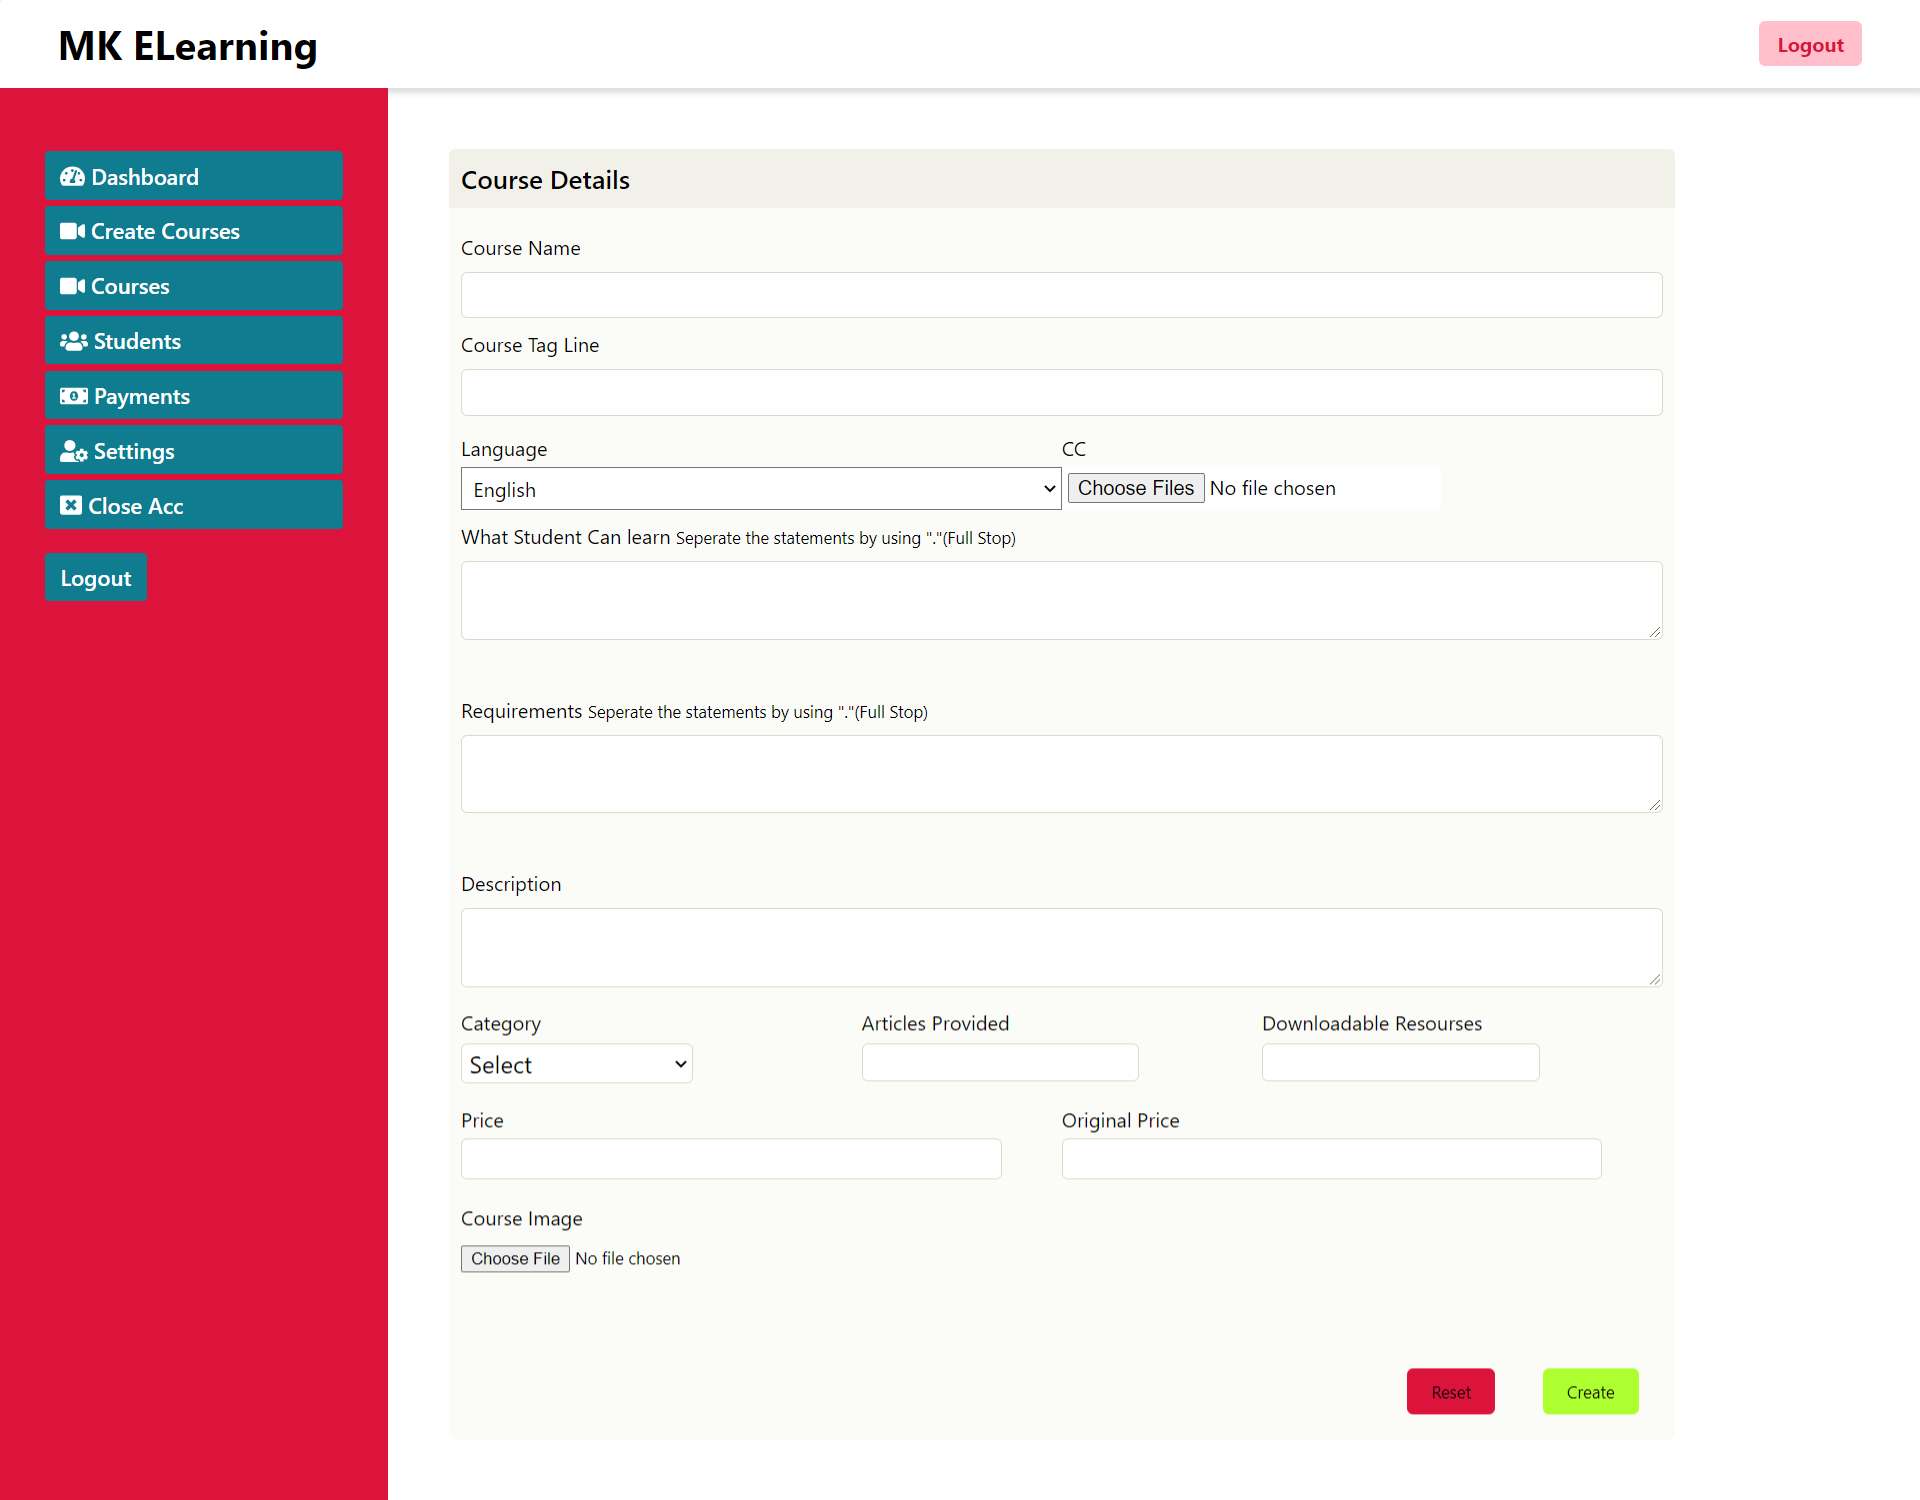 MK ELearning
Logout
Dashboard
Create Courses
Courses
Students
Payments
Settings
Close Acc
Logout
Course Details
Course Name
Course Tag Line
Language CC
English Choose Files No file chosen
What Student Can learn Seperate the statements by using "."(Full Stop)
Requirements Seperate the statements by using "."(Full Stop)
Description
Category Articles Provided Downloadable Resourses
Select
Price Original Price
Course Image
Choose File No file chosen
Reset Create